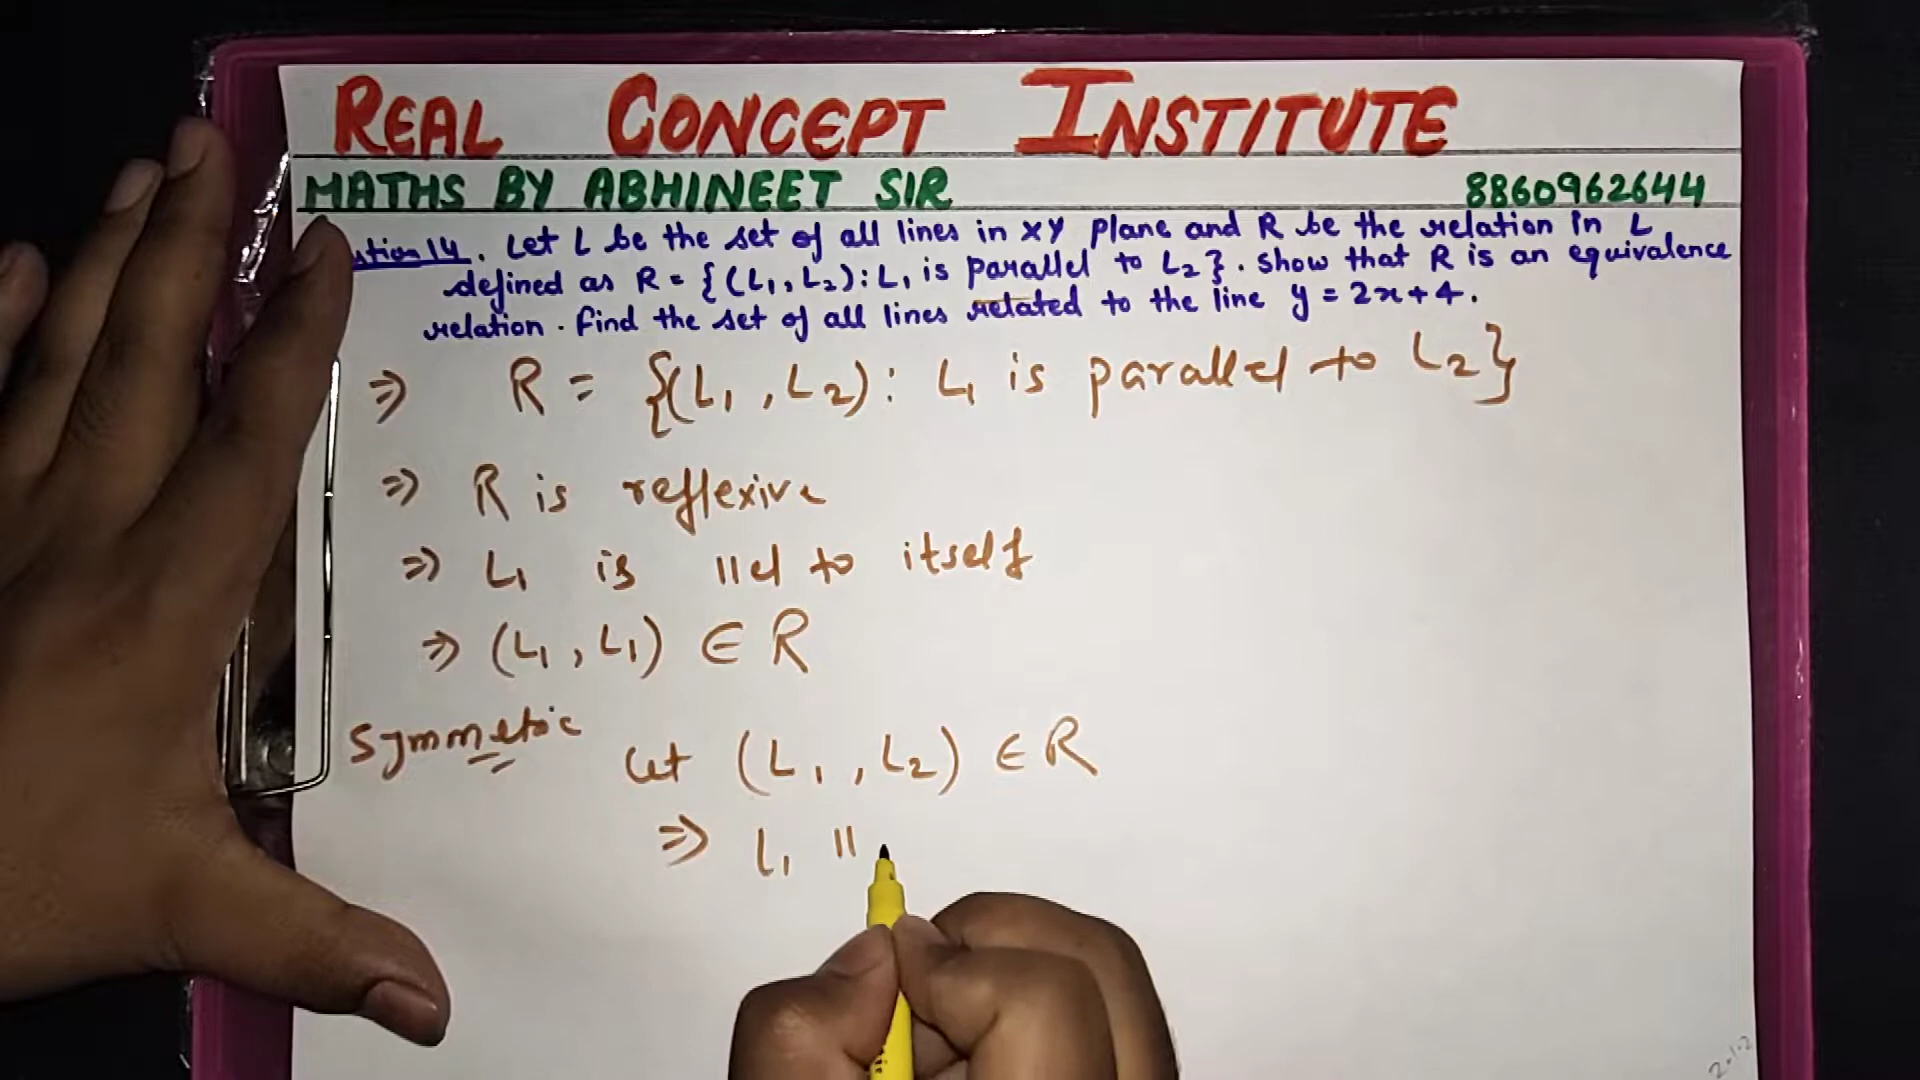 REAL CONCEPT INSTITUTE
MATHS BY ABHINEET SIR 8860962644
stion 14. Let L be the set of all lines in XY plane and R be the relation in L
defined as R = {(L₁, L₂): L₁ is parallel to L₂}. Show that R is an equivalence
relation. Find the set of all lines related to the line y = 2x + 4.
⇒ R = {(L₁, L₂): L₁ is parallel to L₂}
⇒ R is reflexive
⇒ L₁ is llel to itself
⇒ (L₁, L₁) ∈ R
Symmetric Let (L₁, L₂) ∈ R
⇒ L₁ ||